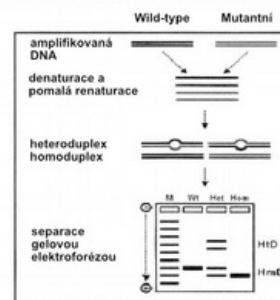 Wild-type Mutantní
amplifikovaná
DNA
denaturace a
pomalá renaturace
heteroduplex
homoduplex
M Wt Het Hom
separace
gelovou
elektroforézou
HtD
HmD